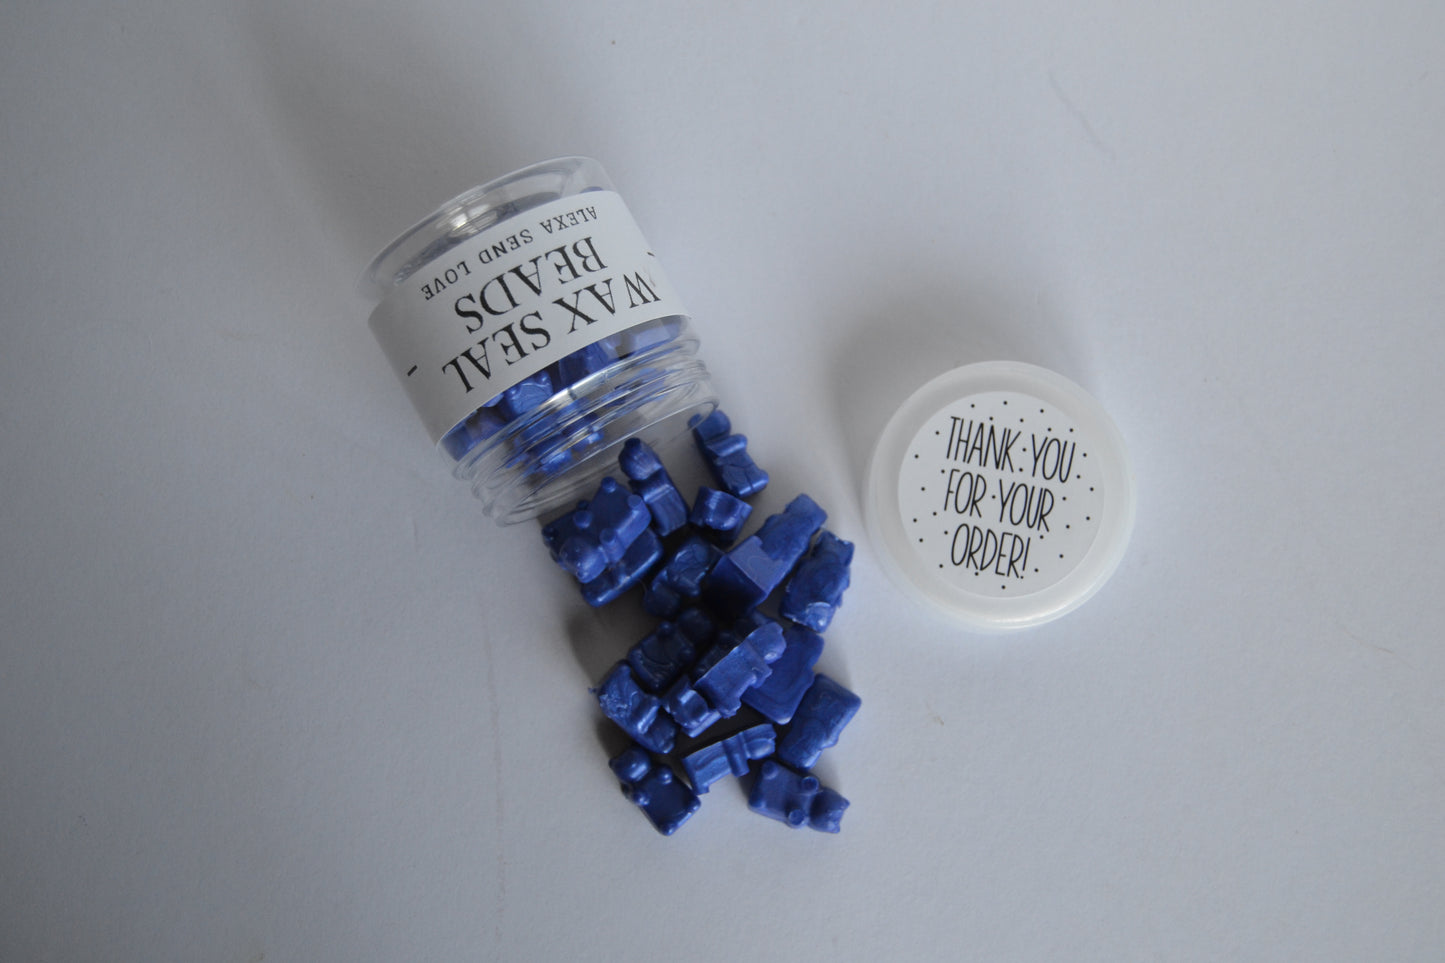 WAX SEAL
BEADS
ALEXA SEND LOVE
THANK YOU
FOR YOUR
ORDER!